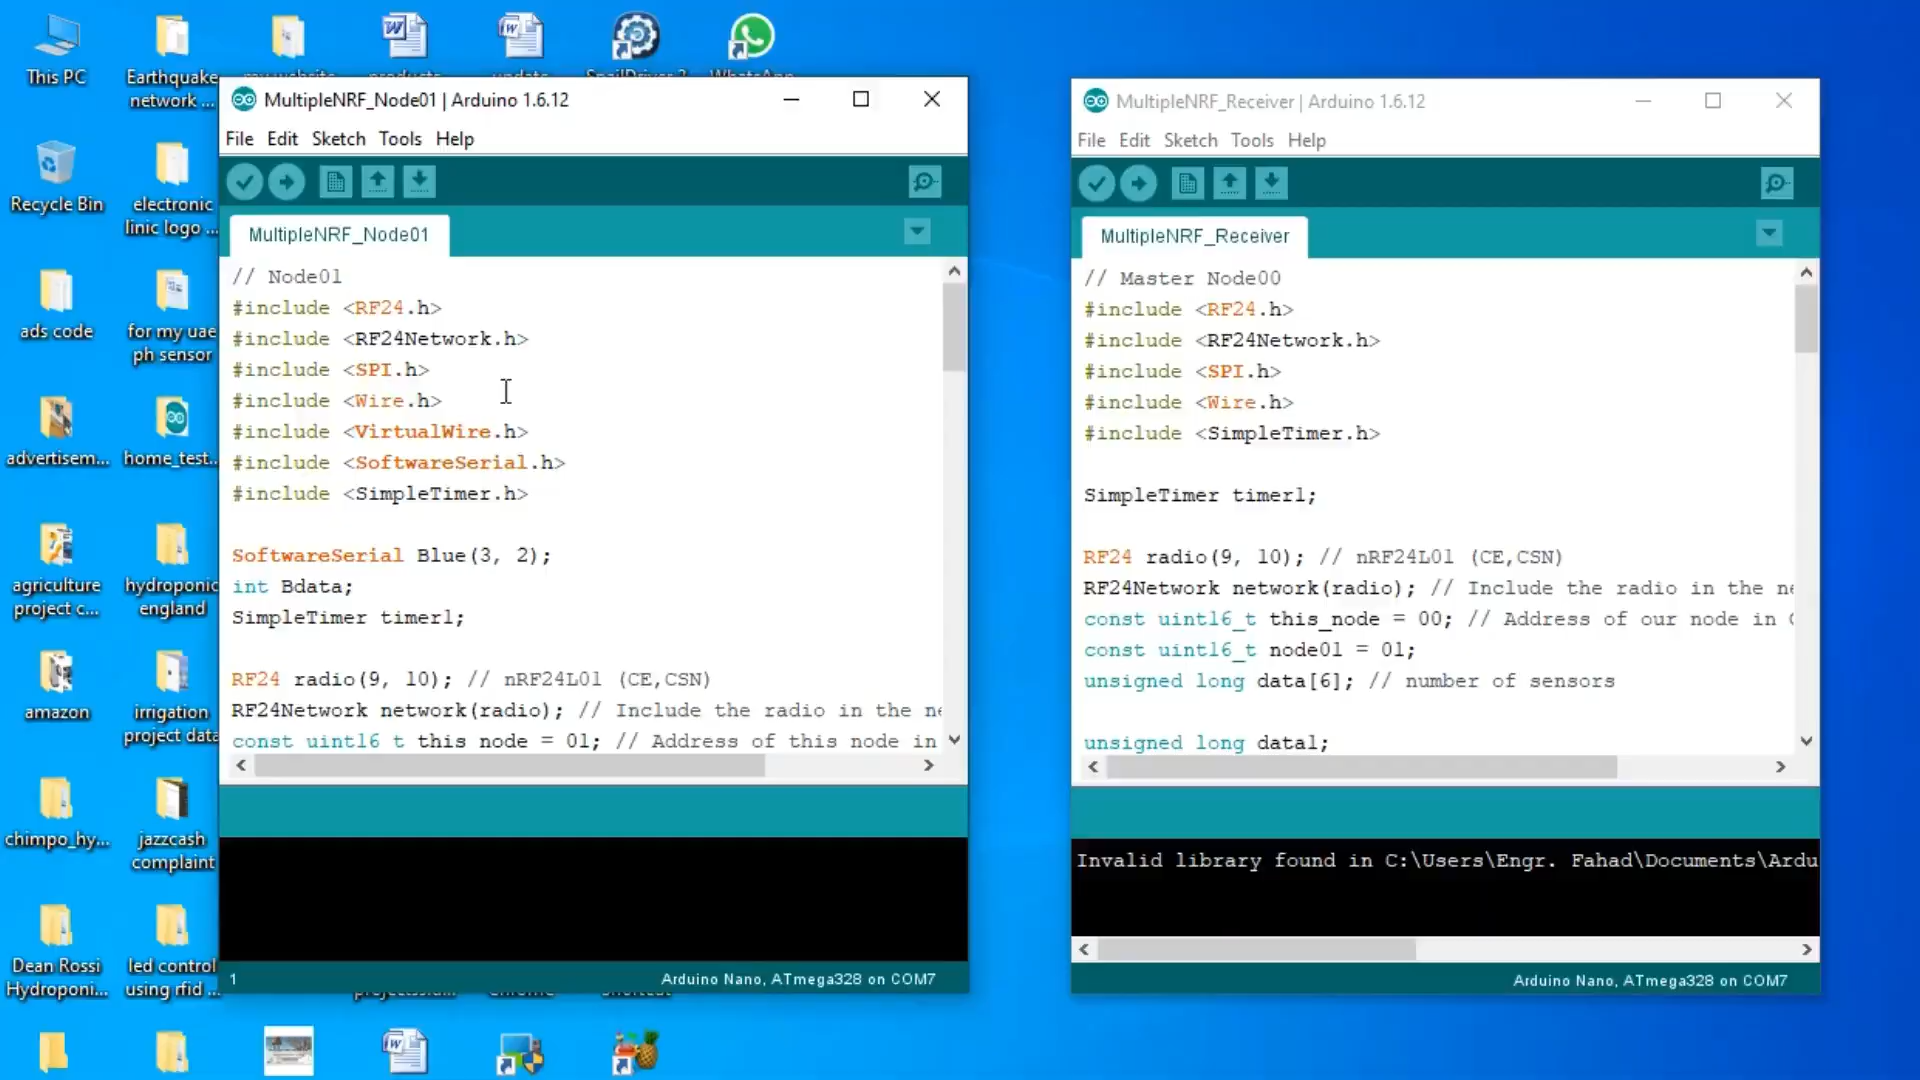 This PC
Earthquake
network ...
Recycle Bin
electronic
linic logo ...
ads code
for my uae
ph sensor
advertisem...
home_test...
agriculture
project c...
hydroponic
england
amazon
irrigation
project data
chimpo_hy...
jazzcash
complaint
Dean Rossi
Hydroponi...
led control
using rfid ...
MultipleNRF_Node01 | Arduino 1.6.12
File Edit Sketch Tools Help
MultipleNRF_Node01
// Node01
#include <RF24.h>
#include <RF24Network.h>
#include <SPI.h>
#include <Wire.h>
#include <VirtualWire.h>
#include <SoftwareSerial.h>
#include <SimpleTimer.h>
SoftwareSerial Blue(3, 2);
int Bdata;
SimpleTimer timer1;
RF24 radio(9, 10); // nRF24L01 (CE,CSN)
RF24Network network(radio); // Include the radio in the ne
const uint16_t this_node = 01; // Address of this node in
1
Arduino Nano, ATmega328 on COM7
MultipleNRF_Receiver | Arduino 1.6.12
File Edit Sketch Tools Help
MultipleNRF_Receiver
// Master Node00
#include <RF24.h>
#include <RF24Network.h>
#include <SPI.h>
#include <Wire.h>
#include <SimpleTimer.h>
SimpleTimer timer1;
RF24 radio(9, 10); // nRF24L01 (CE,CSN)
RF24Network network(radio); // Include the radio in the ne
const uint16_t this_node = 00; // Address of our node in
const uint16_t node01 = 01;
unsigned long data[6]; // number of sensors
unsigned long data1;
Invalid library found in C:\Users\Engr. Fahad\Documents\Ardu
Arduino Nano, ATmega328 on COM7